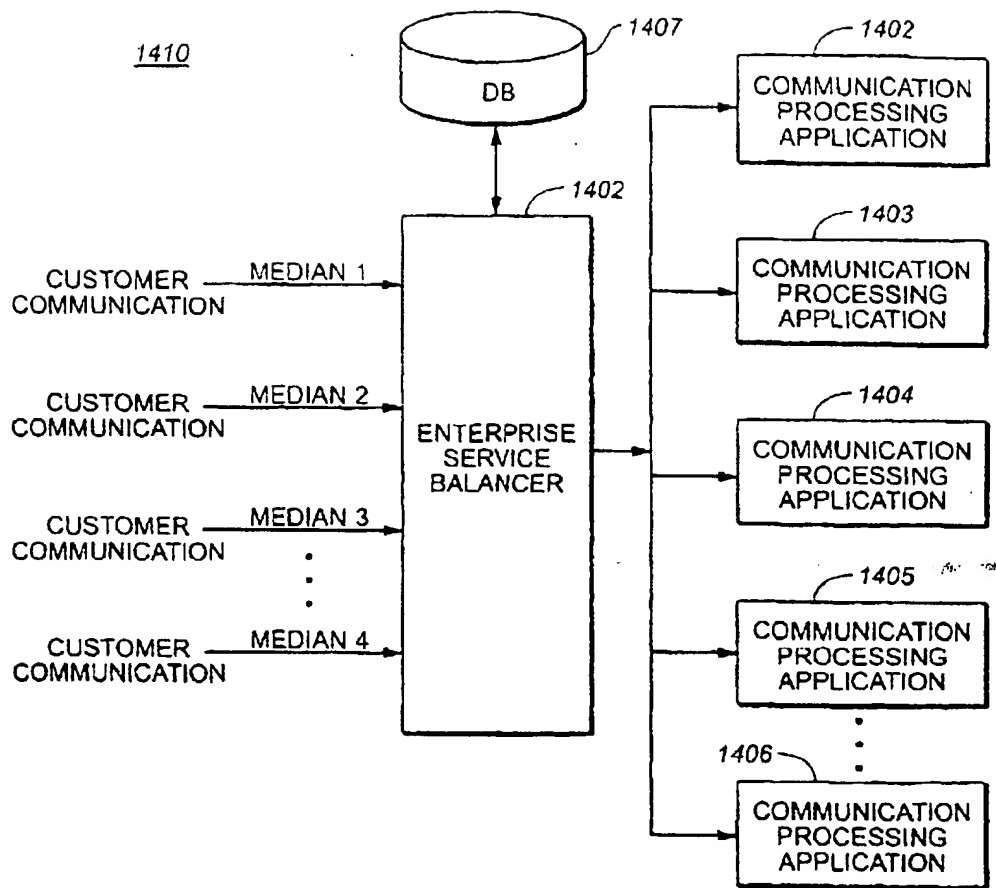 1410
1407
DB
1402
COMMUNICATION
PROCESSING
APPLICATION
1402
1403
COMMUNICATION
PROCESSING
APPLICATION
CUSTOMER
COMMUNICATION
MEDIAN 1
CUSTOMER
COMMUNICATION
MEDIAN 2
ENTERPRISE
SERVICE
BALANCER
1404
COMMUNICATION
PROCESSING
APPLICATION
CUSTOMER
COMMUNICATION
MEDIAN 3
CUSTOMER
COMMUNICATION
MEDIAN 4
1405
COMMUNICATION
PROCESSING
APPLICATION
1406
COMMUNICATION
PROCESSING
APPLICATION